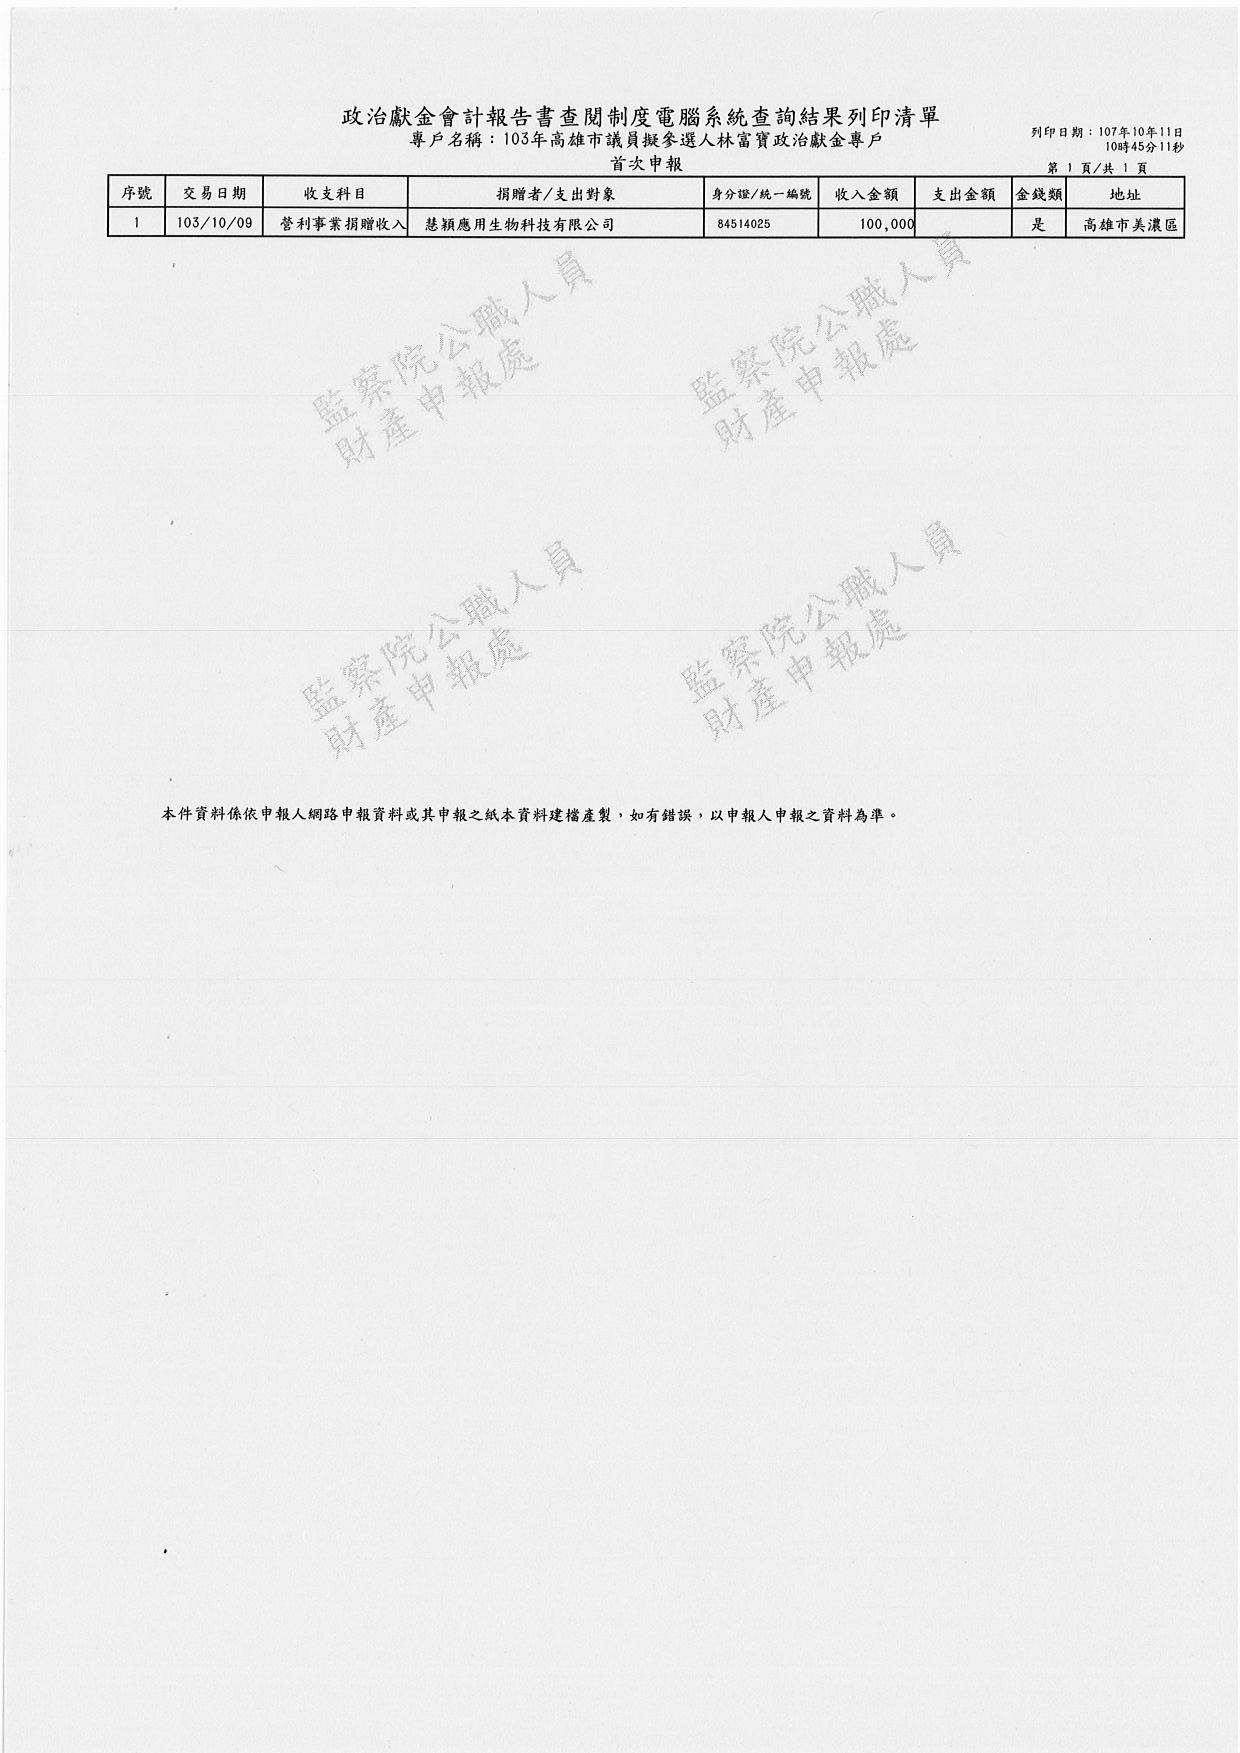 政治獻金會計報告書查閱制度電腦系統查詢結果列印清單
專戶名稱：103年高雄市議員擬參選人林富寶政治獻金專戶
首次申報
列印日期：107年10年11日
10時45分11秒
第 1 頁/共 1 頁
序號 交易日期 收支科目 捐贈者/支出對象 身分證/統一編號 收入金額 支出金額 金錢類 地址
1 103/10/09 營利事業捐贈收入 慧穎應用生物科技有限公司 84514025 100,000 是 高雄市美濃區
監察院公職人員
財產申報處
監察院公職人員
財產申報處
監察院公職人員
財產申報處
監察院公職人員
財產申報處
本件資料係依申報人網路申報資料或其申報之紙本資料建檔產製，如有錯誤，以申報人申報之資料為準。